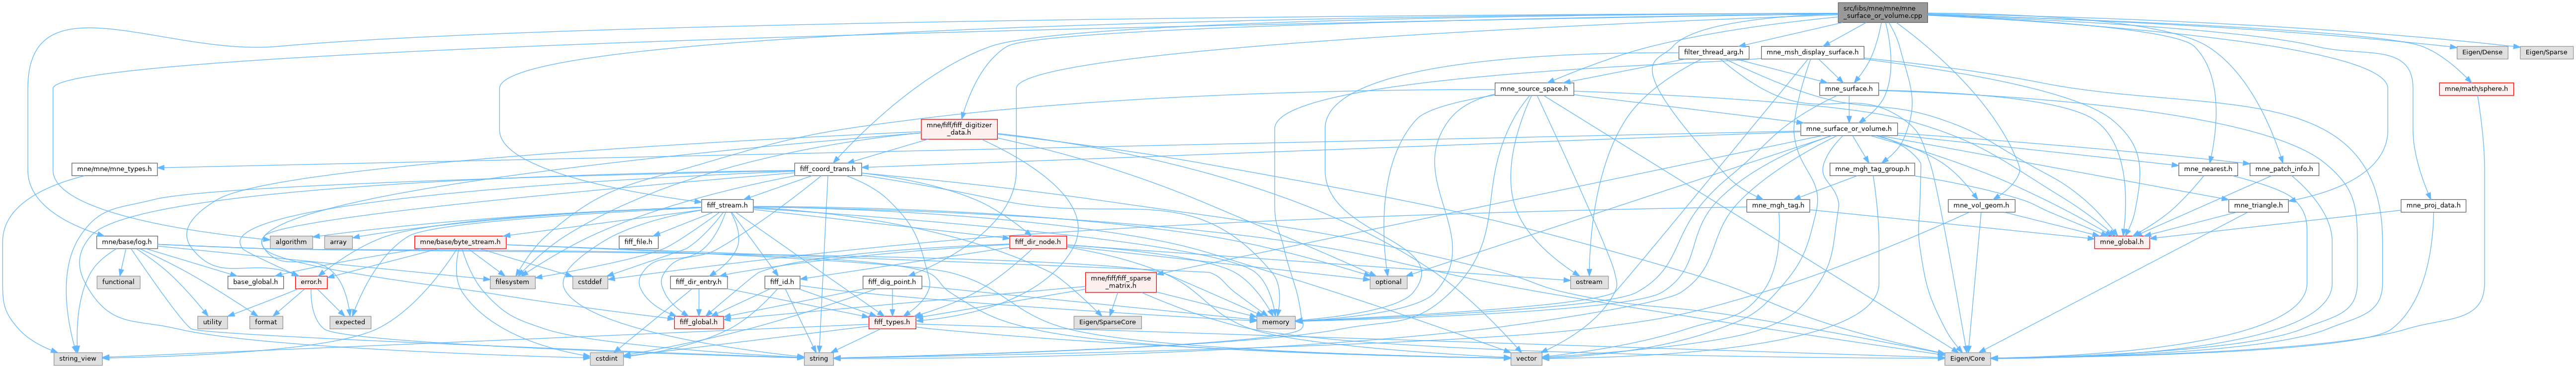 src/libs/mne/mne/mne
_surface_or_volume.cpp
filter_thread_arg.h
mne_msh_display_surface.h
Eigen/Dense
Eigen/Sparse
mne_source_space.h
mne_surface.h
mne/math/sphere.h
mne/fiff/fiff_digitizer
_data.h
mne_surface_or_volume.h
mne/mne/mne_types.h
fiff_coord_trans.h
mne_mgh_tag_group.h
mne_nearest.h
mne_patch_info.h
fiff_stream.h
mne_mgh_tag.h
mne_vol_geom.h
mne_triangle.h
mne_proj_data.h
mne/base/log.h
algorithm
array
fiff_file.h
mne/base/byte_stream.h
fiff_dir_node.h
mne_global.h
functional
base_global.h
error.h
filesystem
cstddef
fiff_dir_entry.h
fiff_id.h
fiff_dig_point.h
mne/fiff/fiff_sparse
_matrix.h
optional
ostream
utility
format
expected
fiff_global.h
fiff_types.h
Eigen/SparseCore
memory
string_view
cstdint
string
vector
Eigen/Core